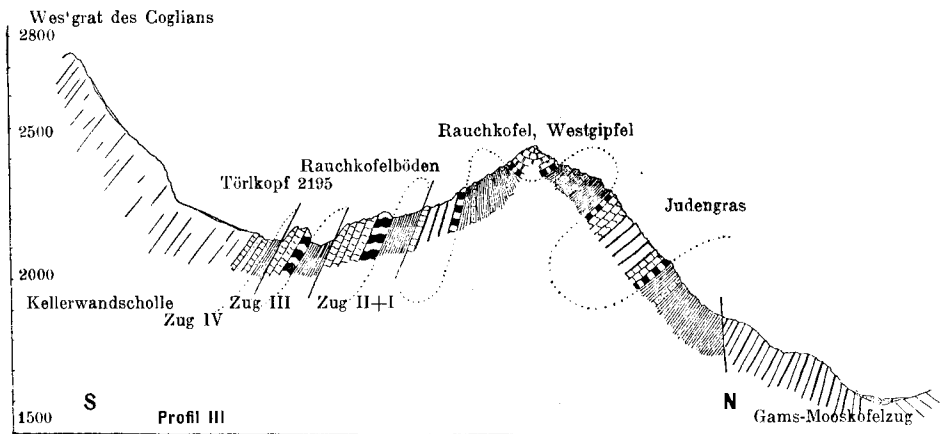 Wes'grat des Coglians
2800
2500
Rauchkofel, Westgipfel
Rauchkofelböden
Törlkopf 2195
Judengras
2000
Kellerwandscholle
Zug III
Zug II+I
Zug IV
S
N
1500
Profil III
Gams-Mooskofelzug